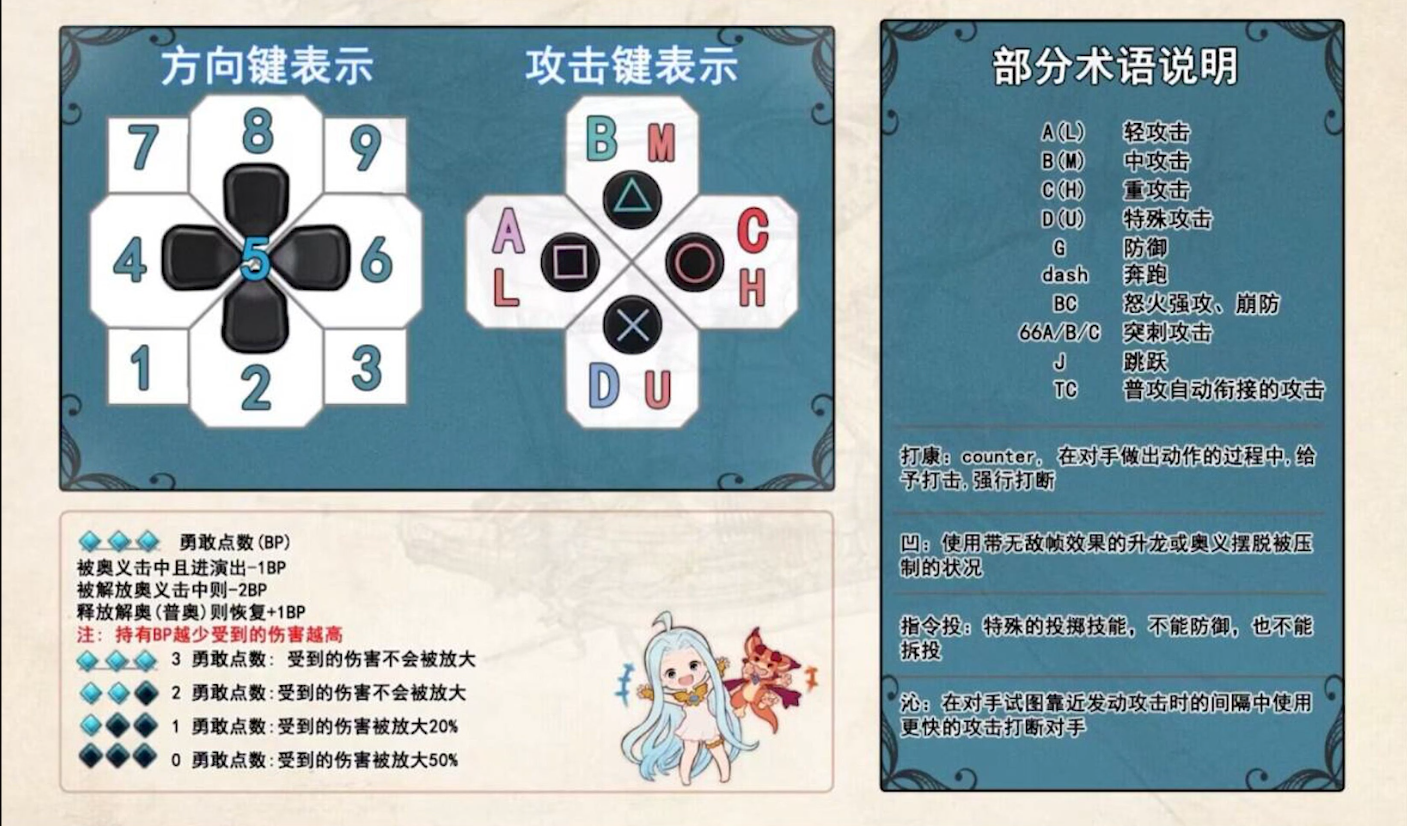 方向键表示
7 8 9
4 5 6
1 2 3
攻击键表示
B M
A L
C H
D U
勇敢点数(BP)
被奥义击中且进演出-1BP
被解放奥义击中则-2BP
释放解奥(普奥)则恢复+1BP
注: 持有BP越少受到的伤害越高
3 勇敢点数: 受到的伤害不会被放大
2 勇敢点数:受到的伤害不会被放大
1 勇敢点数:受到的伤害被放大20%
0 勇敢点数:受到的伤害被放大50%
部分术语说明
A(L) 轻攻击
B(M) 中攻击
C(H) 重攻击
D(U) 特殊攻击
G 防御
dash 奔跑
BC 怒火强攻、崩防
66A/B/C 突刺攻击
J 跳跃
TC 普攻自动衔接的攻击
打康: counter, 在对手做出动作的过程中,给
予打击,强行打断
凹: 使用带无敌帧效果的升龙或奥义摆脱被压
制的状况
指令投: 特殊的投掷技能, 不能防御, 也不能
拆投
沁: 在对手试图靠近发动攻击时的间隔中使用
更快的攻击打断对手